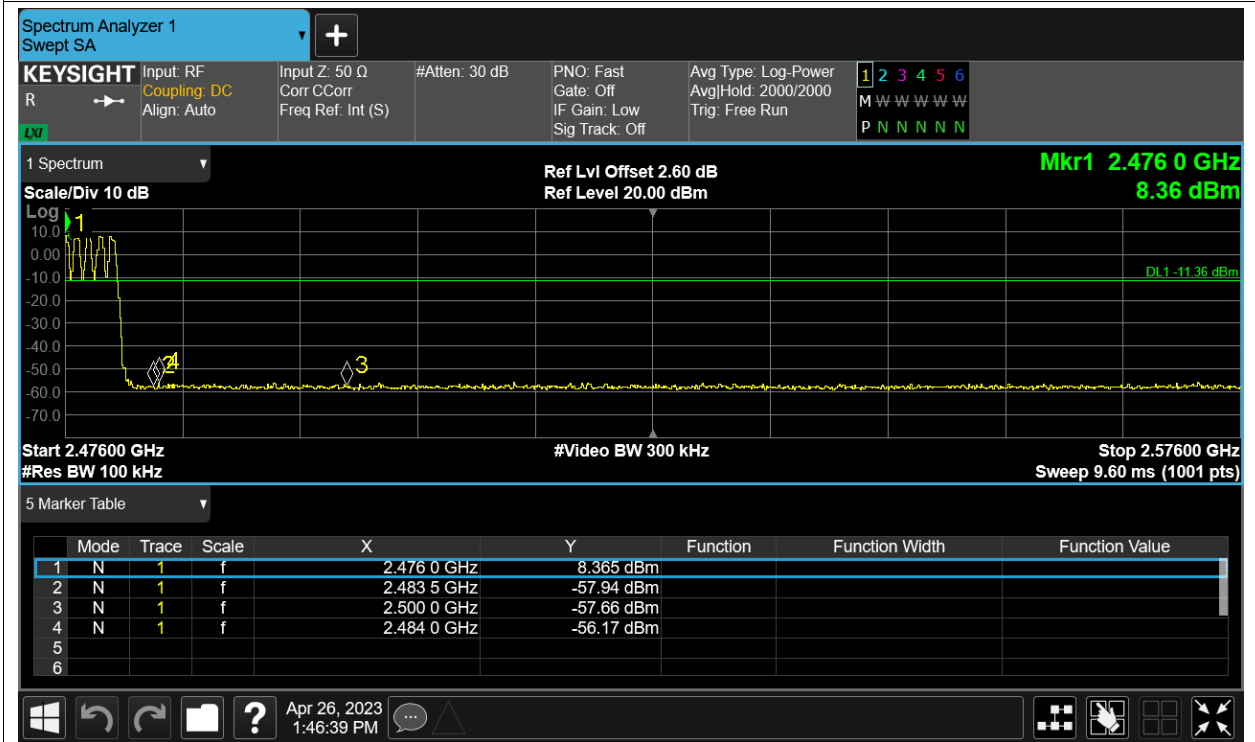 Spectrum Analyzer 1
Swept SA
KEYSIGHT Input: RF Input Z: 50 Ω #Atten: 30 dB PNO: Fast Avg Type: Log-Power 1 2 3 4 5 6
R Coupling: DC Corr CCorr Gate: Off Avg|Hold: 2000/2000 M W W W W W
Align: Auto Freq Ref: Int (S) IF Gain: Low Trig: Free Run
LXI Sig Track: Off P N N N N N
1 Spectrum Ref Lvl Offset 2.60 dB Mkr1 2.476 0 GHz
Scale/Div 10 dB Ref Level 20.00 dBm 8.36 dBm
Log 1
10.0
0.00
-10.0 DL1 -11.36 dBm
-20.0
-30.0
-40.0
-50.0 2 4 3
-60.0
-70.0
Start 2.47600 GHz #Video BW 300 kHz Stop 2.57600 GHz
#Res BW 100 kHz Sweep 9.60 ms (1001 pts)
5 Marker Table
Mode Trace Scale X Y Function Function Width Function Value
1 N 1 f 2.476 0 GHz 8.365 dBm
2 N 1 f 2.483 5 GHz -57.94 dBm
3 N 1 f 2.500 0 GHz -57.66 dBm
4 N 1 f 2.484 0 GHz -56.17 dBm
5
6
? Apr 26, 2023
1:46:39 PM